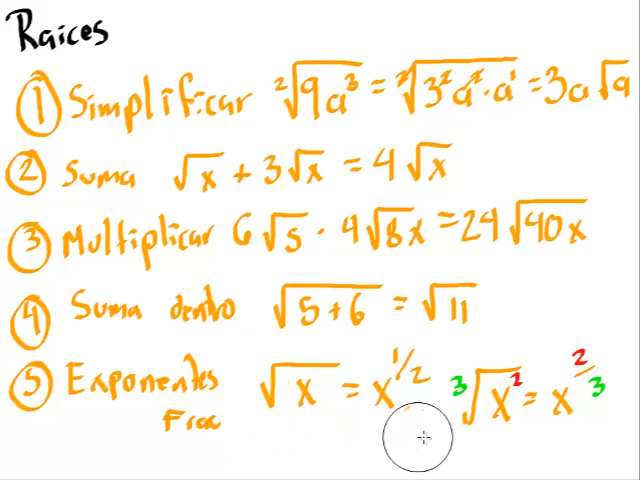 Raices
① Simplificar ²√9a³ = ²√3²a²·a¹ = 3a√a
② Suma √x + 3√x = 4√x
③ Multiplicar 6√5 · 4√8x = 24√40x
④ Suma dentro √5+6 = √11
⑤ Exponentes √x = x^1/2 ³√x² = x^2/3
Frac